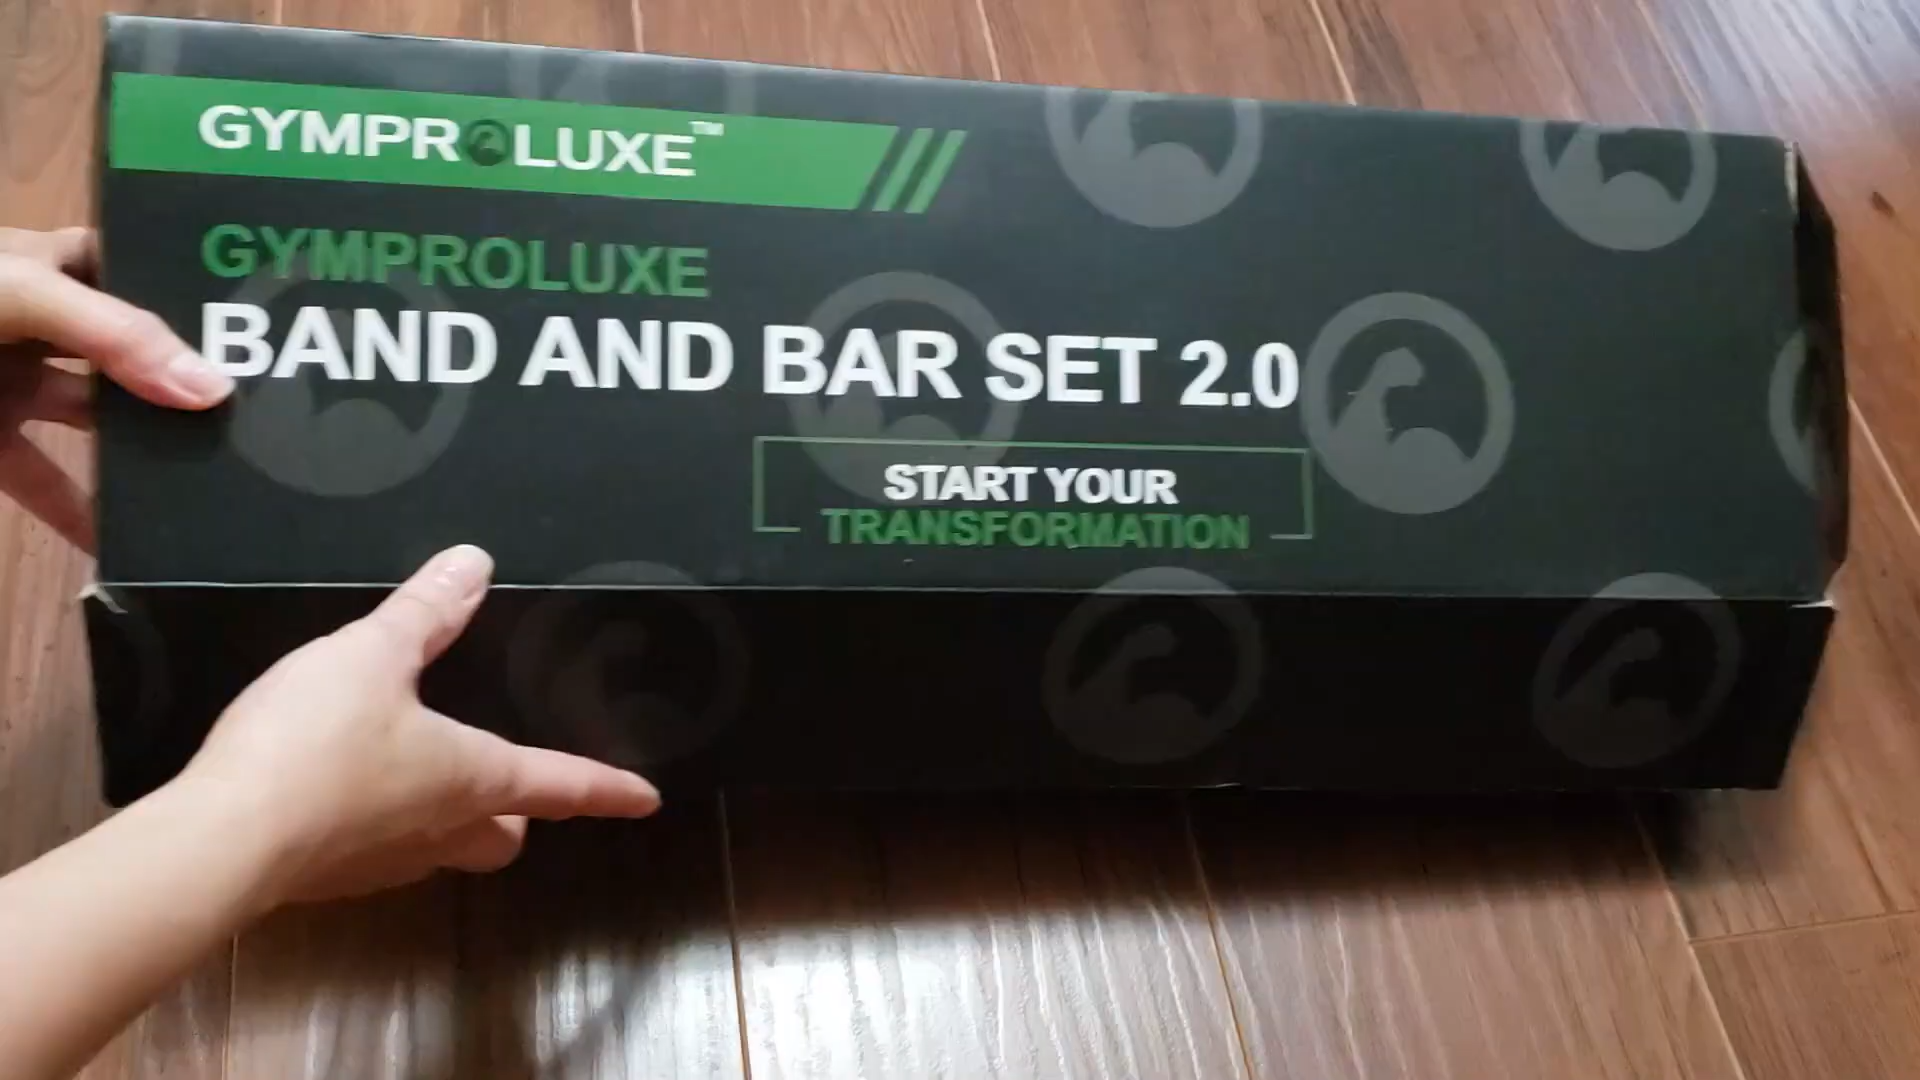 GYMPROLUXE™
GYMPROLUXE
BAND AND BAR SET 2.0
START YOUR
TRANSFORMATION